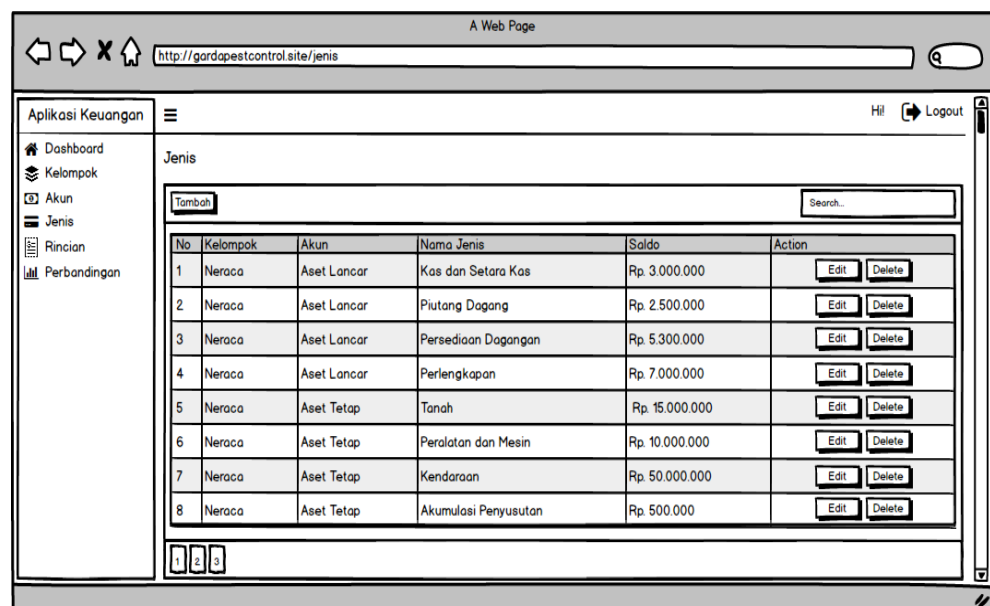 A Web Page
http://gardapestcontrol.site/jenis
Aplikasi Keuangan
Hi! Logout
Dashboard
Kelompok
Akun
Jenis
Rincian
Perbandingan
Jenis
Tambah Search...
No Kelompok Akun Nama Jenis Saldo Action
1 Neraca Aset Lancar Kas dan Setara Kas Rp. 3.000.000 Edit Delete
2 Neraca Aset Lancar Piutang Dagang Rp. 2.500.000 Edit Delete
3 Neraca Aset Lancar Persediaan Dagangan Rp. 5.300.000 Edit Delete
4 Neraca Aset Lancar Perlengkapan Rp. 7.000.000 Edit Delete
5 Neraca Aset Tetap Tanah Rp. 15.000.000 Edit Delete
6 Neraca Aset Tetap Peralatan dan Mesin Rp. 10.000.000 Edit Delete
7 Neraca Aset Tetap Kendaraan Rp. 50.000.000 Edit Delete
8 Neraca Aset Tetap Akumulasi Penyusutan Rp. 500.000 Edit Delete
1 2 3